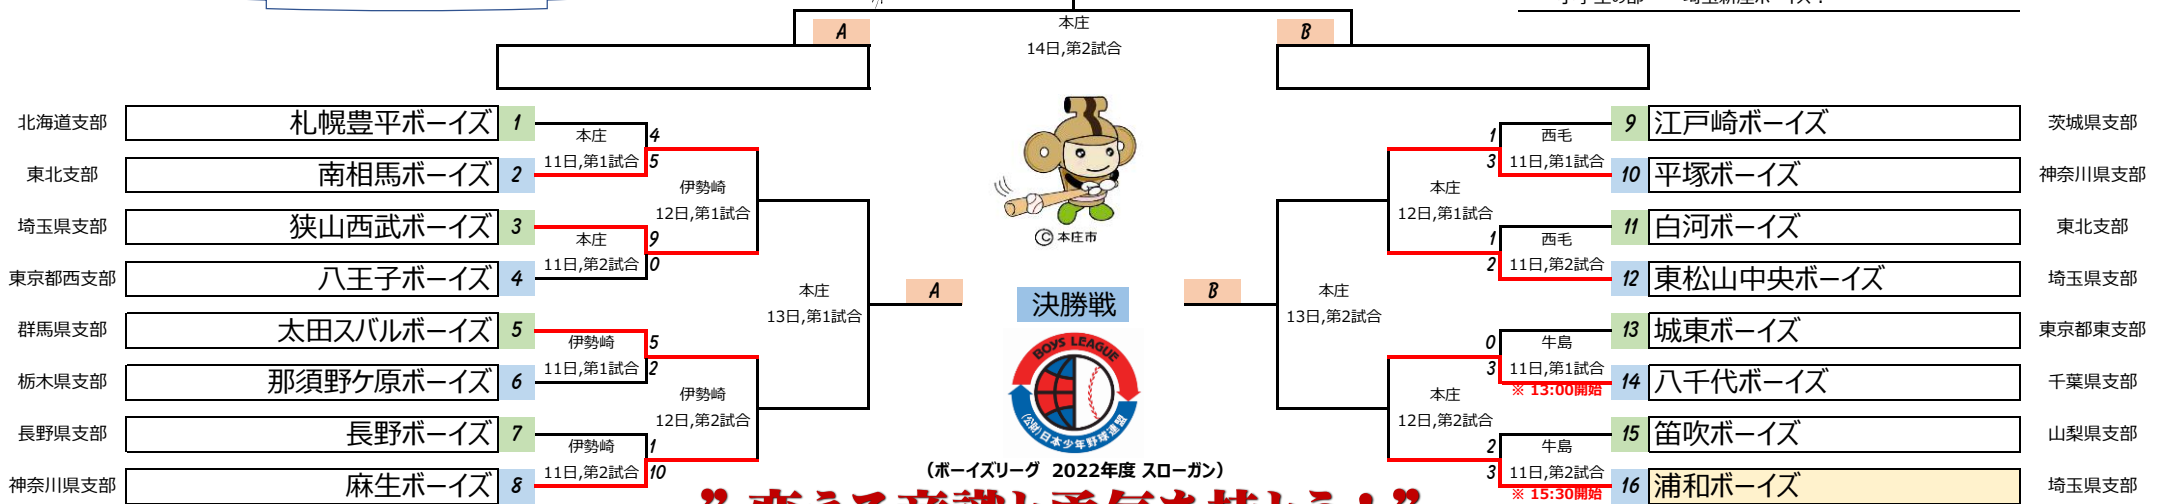 本庄
14日,第2試合
A
B
北海道支部
札幌豊平ボーイズ 1
本庄
11日,第1試合
4
5
東北支部
南相馬ボーイズ 2
伊勢崎
12日,第1試合
埼玉県支部
狭山西武ボーイズ 3
本庄
11日,第2試合
9
0
東京都西支部
八王子ボーイズ 4
本庄
13日,第1試合
A
群馬県支部
太田スバルボーイズ 5
伊勢崎
11日,第1試合
5
2
栃木県支部
那須野ケ原ボーイズ 6
伊勢崎
12日,第2試合
長野県支部
長野ボーイズ 7
伊勢崎
11日,第2試合
1
10
神奈川県支部
麻生ボーイズ 8
© 本庄市
決勝戦
BOYS LEAGUE
(公財)日本少年野球連盟
(ボーイズリーグ 2022年度 スローガン)
1
3
西毛
11日,第1試合
9 江戸崎ボーイズ
茨城県支部
10 平塚ボーイズ
神奈川県支部
本庄
12日,第1試合
1
2
西毛
11日,第2試合
11 白河ボーイズ
東北支部
12 東松山中央ボーイズ
埼玉県支部
B
本庄
13日,第2試合
0
3
牛島
11日,第1試合
※ 13:00開始
13 城東ボーイズ
東京都東支部
14 八千代ボーイズ
千葉県支部
本庄
12日,第2試合
2
3
牛島
11日,第2試合
※ 15:30開始
15 笛吹ボーイズ
山梨県支部
16 浦和ボーイズ
埼玉県支部